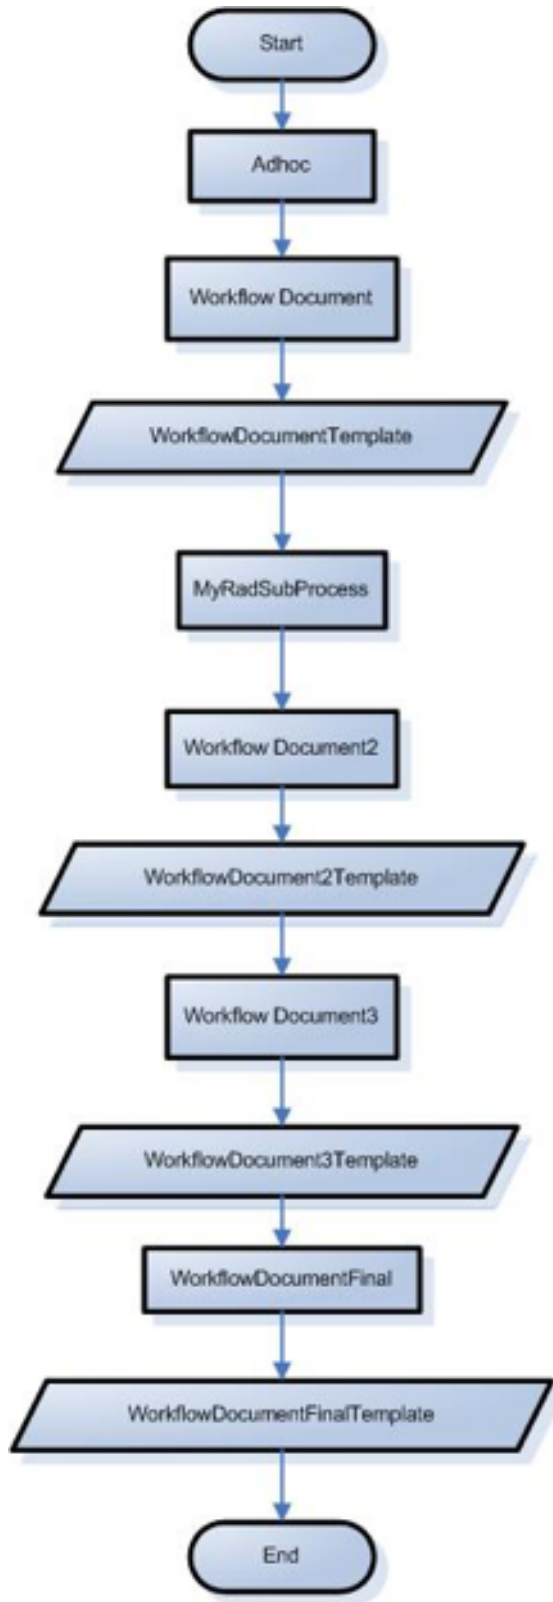 Start
Adhoc
Workflow Document
WorkflowDocumentTemplate
MyRadSubProcess
Workflow Document2
WorkflowDocument2Template
Workflow Document3
WorkflowDocument3Template
WorkflowDocumentFinal
WorkflowDocumentFinalTemplate
End